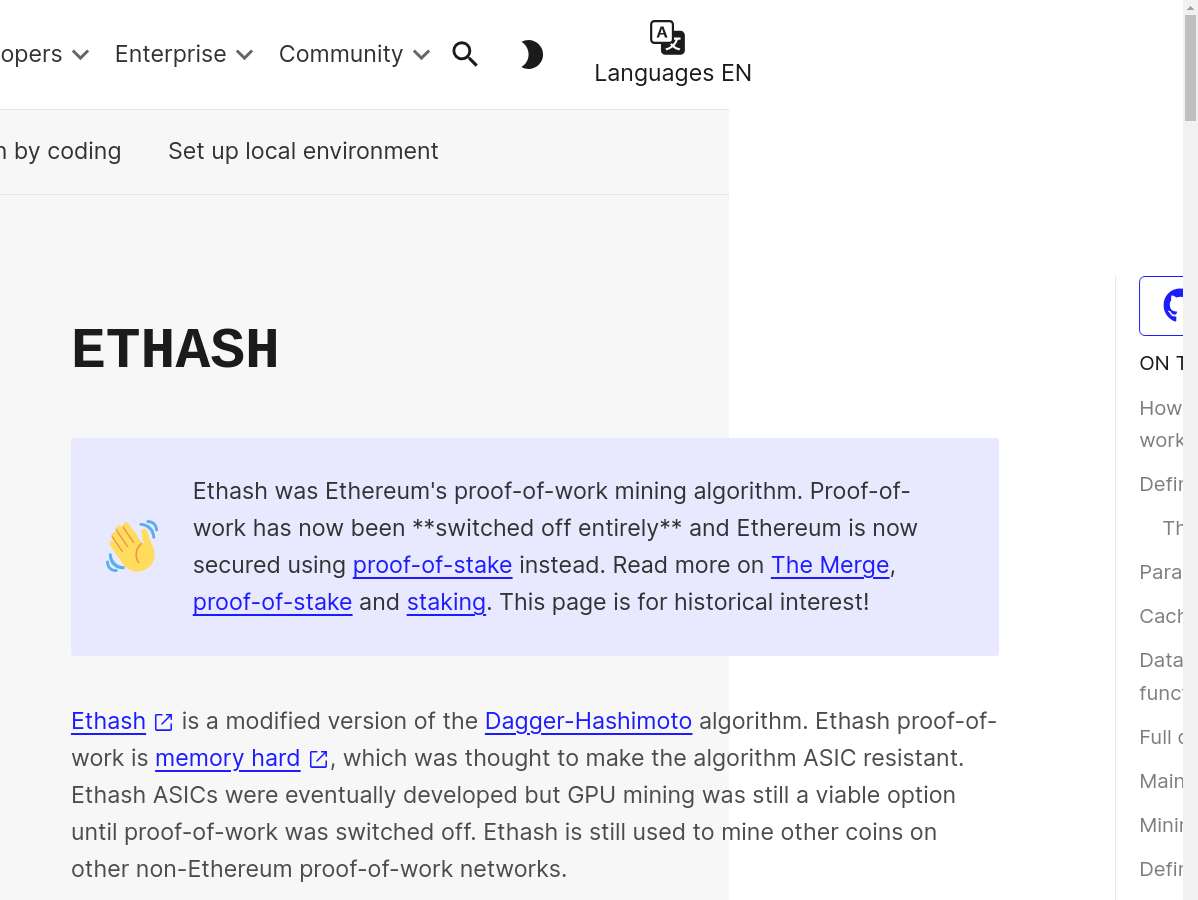 opers Enterprise Community
A
Languages EN
n by coding Set up local environment
ETHASH
ON T
How
work
Ethash was Ethereum's proof-of-work mining algorithm. Proof-of-
work has now been **switched off entirely** and Ethereum is now
secured using proof-of-stake instead. Read more on The Merge,
proof-of-stake and staking. This page is for historical interest!
Defin
Th
Para
Cach
Data
func
Full d
Main
Minin
Defin
Ethash is a modified version of the Dagger-Hashimoto algorithm. Ethash proof-of-
work is memory hard, which was thought to make the algorithm ASIC resistant.
Ethash ASICs were eventually developed but GPU mining was still a viable option
until proof-of-work was switched off. Ethash is still used to mine other coins on
other non-Ethereum proof-of-work networks.